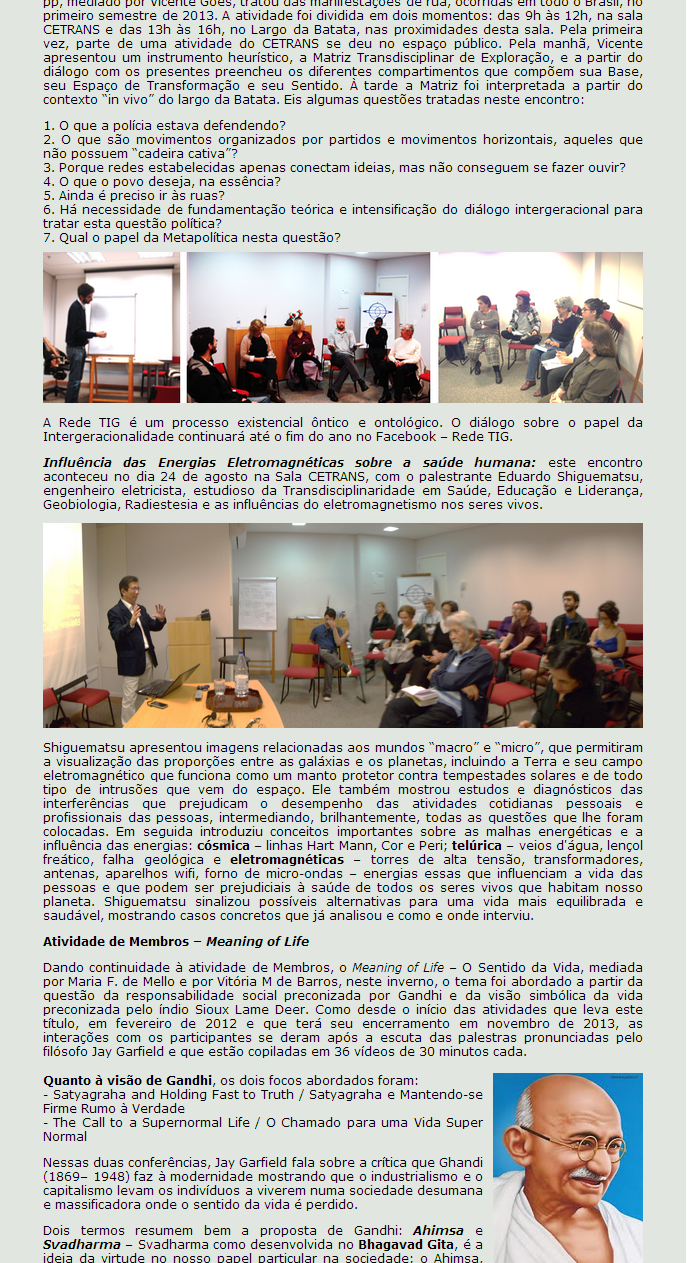 pp, mediado por Vicente Góes, tratou das manifestações de rua, ocorridas em todo o Brasil, no
primeiro semestre de 2013. A atividade foi dividida em dois momentos: das 9h às 12h, na sala
CETRANS e das 13h às 16h, no Largo da Batata, nas proximidades desta sala. Pela primeira
vez, parte de uma atividade do CETRANS se deu no espaço público. Pela manhã, Vicente
apresentou um instrumento heurístico, a Matriz Transdisciplinar de Exploração, e a partir do
diálogo com os presentes preencheu os diferentes compartimentos que compõem sua Base,
seu Espaço de Transformação e seu Sentido. À tarde a Matriz foi interpretada a partir do
contexto “in vivo” do largo da Batata. Eis algumas questões tratadas neste encontro:
1. O que a polícia estava defendendo?
2. O que são movimentos organizados por partidos e movimentos horizontais, aqueles que
não possuem “cadeira cativa”?
3. Porque redes estabelecidas apenas conectam ideias, mas não conseguem se fazer ouvir?
4. O que o povo deseja, na essência?
5. Ainda é preciso ir às ruas?
6. Há necessidade de fundamentação teórica e intensificação do diálogo intergeracional para
tratar esta questão política?
7. Qual o papel da Metapolítica nesta questão?
A Rede TIG é um processo existencial ôntico e ontológico. O diálogo sobre o papel da
Intergeracionalidade continuará até o fim do ano no Facebook – Rede TIG.
Influência das Energias Eletromagnéticas sobre a saúde humana: este encontro
aconteceu no dia 24 de agosto na Sala CETRANS, com o palestrante Eduardo Shiguematsu,
engenheiro eletricista, estudioso da Transdisciplinaridade em Saúde, Educação e Liderança,
Geobiologia, Radiestesia e as influências do eletromagnetismo nos seres vivos.
Shiguematsu apresentou imagens relacionadas aos mundos “macro” e “micro”, que permitiram
a visualização das proporções entre as galáxias e os planetas, incluindo a Terra e seu campo
eletromagnético que funciona como um manto protetor contra tempestades solares e de todo
tipo de intrusões que vem do espaço. Ele também mostrou estudos e diagnósticos das
interferências que prejudicam o desempenho das atividades cotidianas pessoais e
profissionais das pessoas, intermediando, brilhantemente, todas as questões que lhe foram
colocadas. Em seguida introduziu conceitos importantes sobre as malhas energéticas e a
influência das energias: cósmica – linhas Hart Mann, Cor e Peri; telúrica – veios d'água, lençol
freático, falha geológica e eletromagnéticas – torres de alta tensão, transformadores,
antenas, aparelhos wifi, forno de micro-ondas – energias essas que influenciam a vida das
pessoas e que podem ser prejudiciais à saúde de todos os seres vivos que habitam nosso
planeta. Shiguematsu sinalizou possíveis alternativas para uma vida mais equilibrada e
saudável, mostrando casos concretos que já analisou e como e onde interviu.
Atividade de Membros – Meaning of Life
Dando continuidade à atividade de Membros, o Meaning of Life – O Sentido da Vida, mediada
por Maria F. de Mello e por Vitória M de Barros, neste inverno, o tema foi abordado a partir da
questão da responsabilidade social preconizada por Gandhi e da visão simbólica da vida
preconizada pelo índio Sioux Lame Deer. Como desde o início das atividades que leva este
título, em fevereiro de 2012 e que terá seu encerramento em novembro de 2013, as
interações com os participantes se deram após a escuta das palestras pronunciadas pelo
filósofo Jay Garfield e que estão copiladas em 36 vídeos de 30 minutos cada.
Quanto à visão de Gandhi, os dois focos abordados foram:
- Satyagraha and Holding Fast to Truth / Satyagraha e Mantendo-se
Firme Rumo à Verdade
- The Call to a Supernormal Life / O Chamado para uma Vida Super
Normal
Nessas duas conferências, Jay Garfield fala sobre a crítica que Ghandi
(1869– 1948) faz à modernidade mostrando que o industrialismo e o
capitalismo levam os indivíduos a viverem numa sociedade desumana
e massificadora onde o sentido da vida é perdido.
Dois termos resumem bem a proposta de Gandhi: Ahimsa e
Svadharma – Svadharma como desenvolvida no Bhagavad Gita, é a
ideia da virtude no nosso papel particular na sociedade; o Ahimsa,